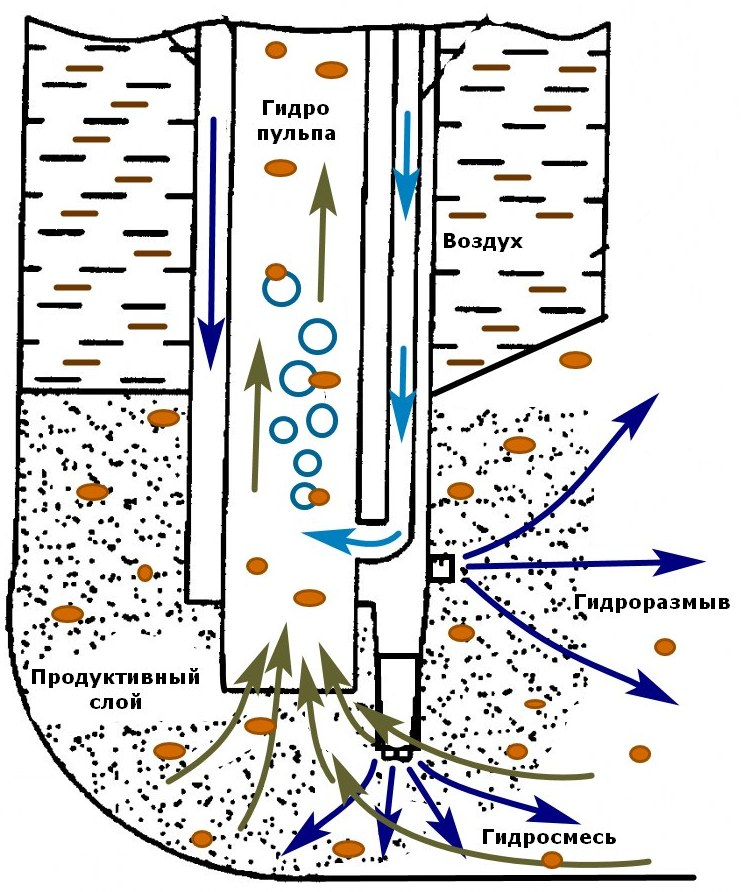 Гидро
пульпа
Воздух
Гидроразмыв
Продуктивный
слой
Гидросмесь